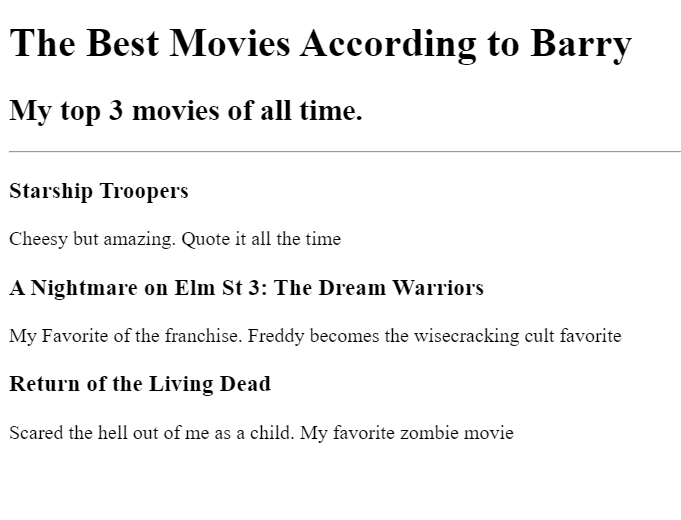 The Best Movies According to Barry
My top 3 movies of all time.
Starship Troopers
Cheesy but amazing. Quote it all the time
A Nightmare on Elm St 3: The Dream Warriors
My Favorite of the franchise. Freddy becomes the wisecracking cult favorite
Return of the Living Dead
Scared the hell out of me as a child. My favorite zombie movie